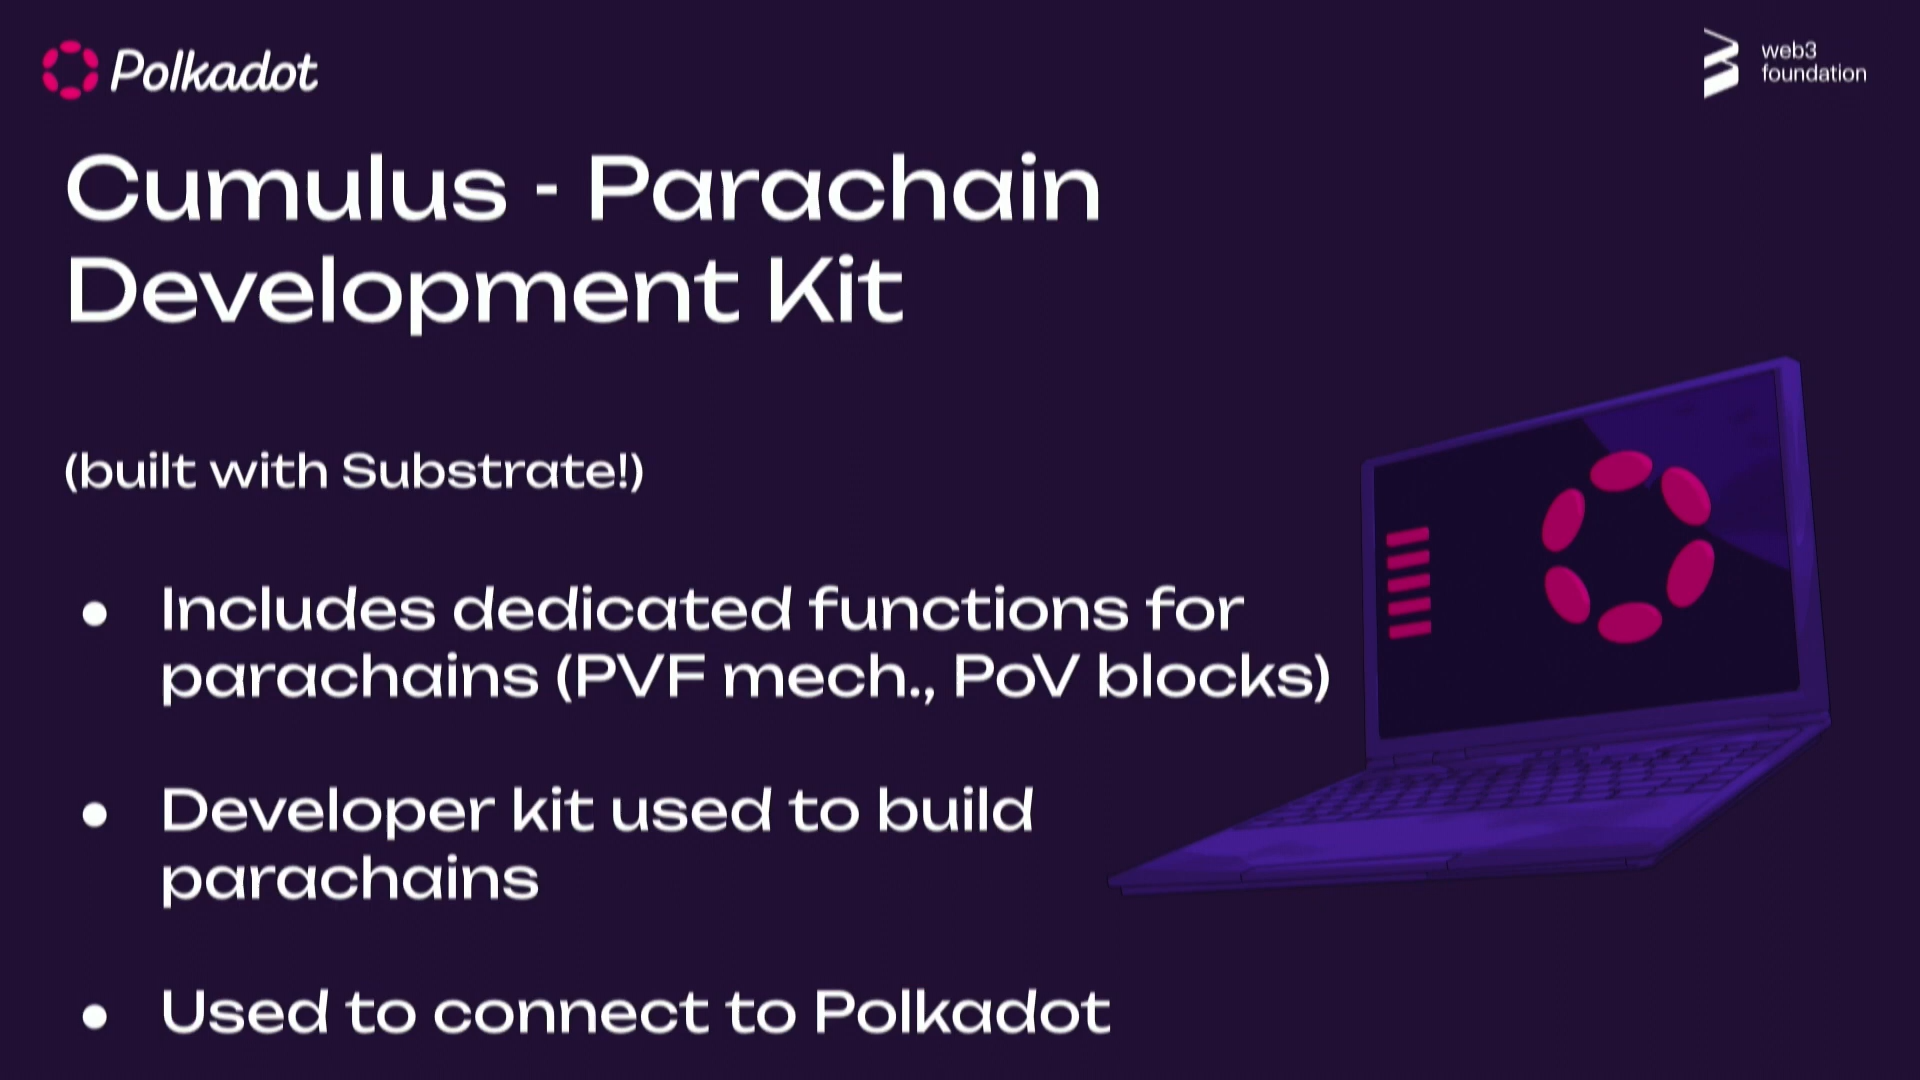 Polkadot
web3
foundation
Cumulus - Parachain
Development Kit
(built with Substrate!)
● Includes dedicated functions for
parachains (PVF mech., PoV blocks)
● Developer kit used to build
parachains
● Used to connect to Polkadot